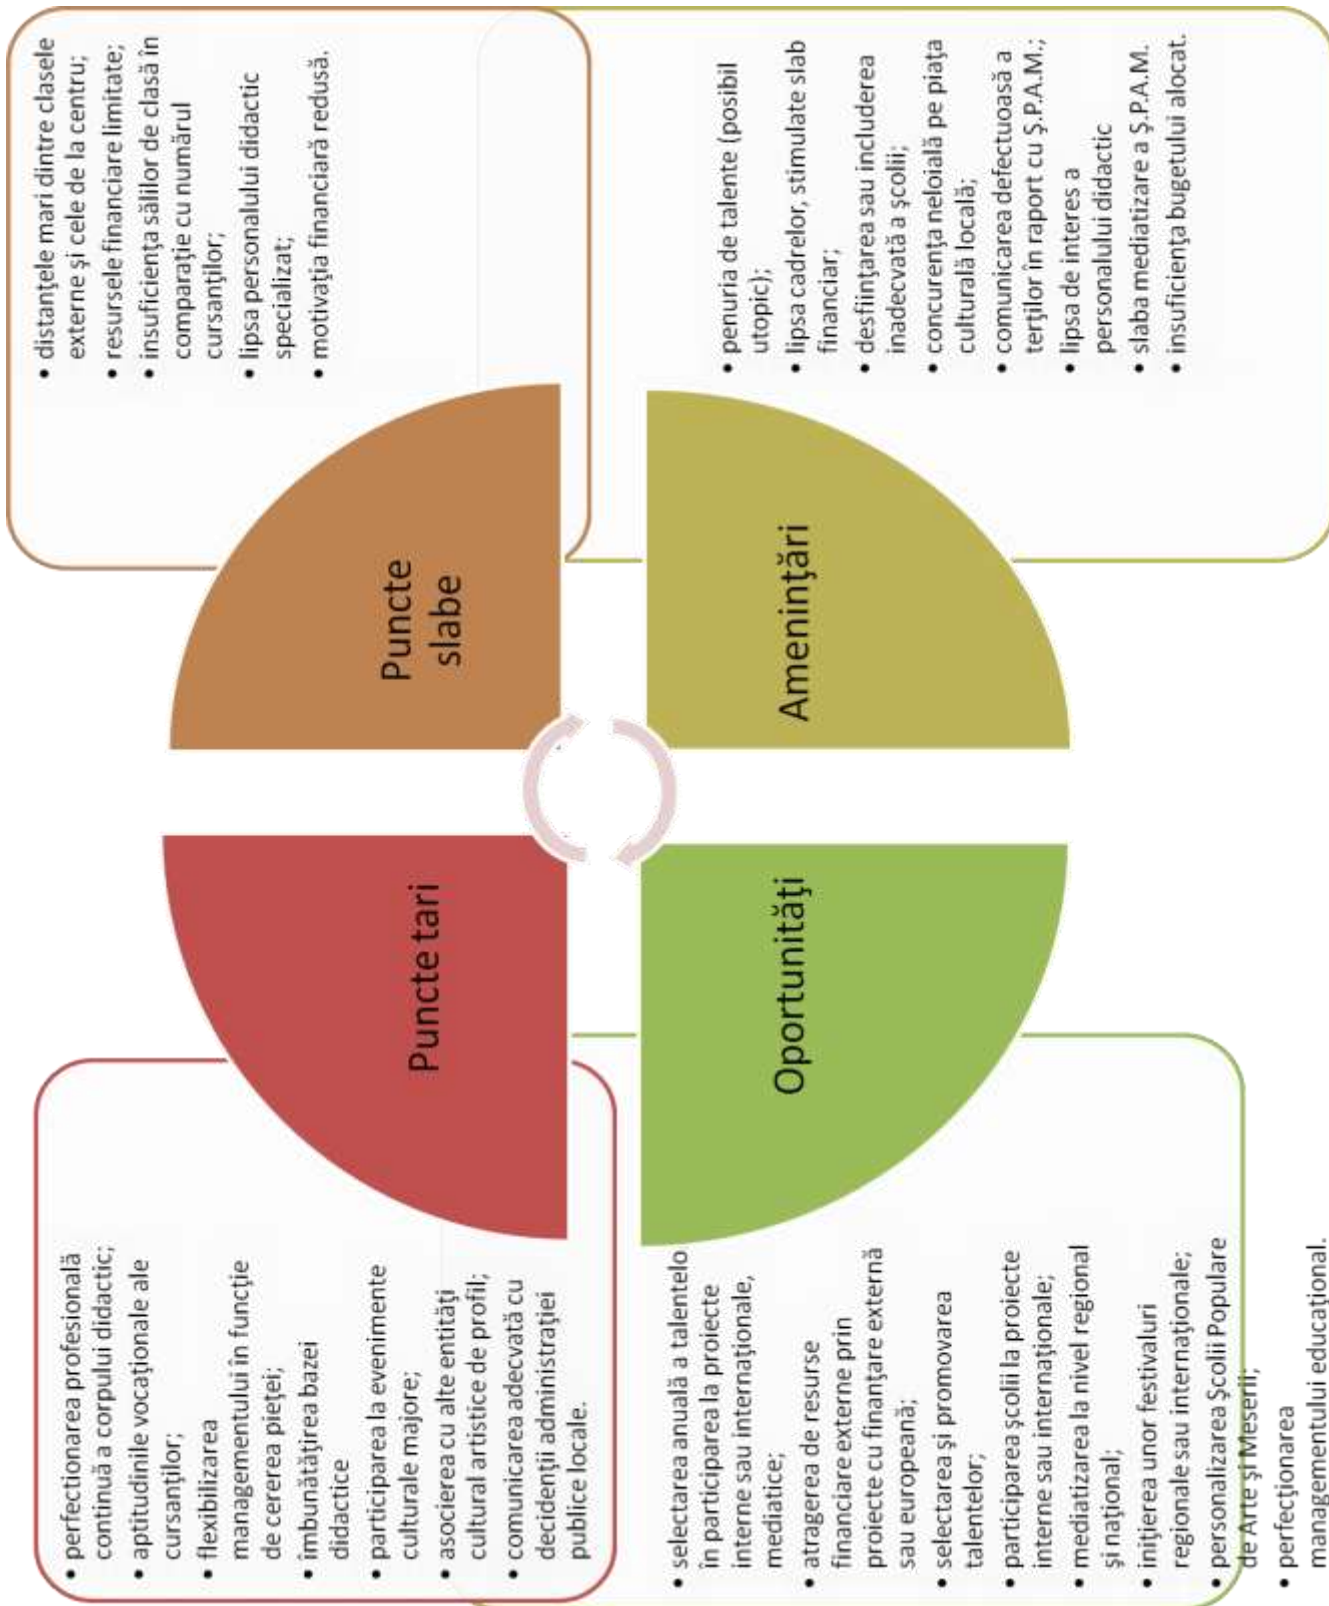 • perfectionarea profesională
continuă a corpului didactic;
• aptitudinile vocaţionale ale
cursanţilor;
• flexibilizarea
managementului în funcţie
de cererea pieţei;
• îmbunătăţirea bazei
didactice
• participarea la evenimente
culturale majore;
• asocierea cu alte entităţi
cultural artistice de profil;
• comunicarea adecvată cu
decidenţii administraţiei
publice locale.
Puncte tari
Puncte
slabe
• distanţele mari dintre clasele
externe şi cele de la centru;
• resursele financiare limitate;
• insuficienţa sălilor de clasă în
comparaţie cu numărul
cursanţilor;
• lipsa personalului didactic
specializat;
• motivaţia financiară redusă.
• selectarea anuală a talentelo
în participarea la proiecte
interne sau internaţionale,
mediatice;
• atragerea de resurse
financiare externe prin
proiecte cu finanţare externă
sau europeană;
• selectarea şi promovarea
talentelor;
• participarea şcolii la proiecte
interne sau internaţionale;
• mediatizarea la nivel regional
şi naţional;
• iniţierea unor festivaluri
regionale sau internaţionale;
• personalizarea Şcolii Populare
de Arte şi Meserii;
• perfecţionarea
managementului educaţional.
Oportunităţi
Ameninţări
• penuria de talente (posibil
utopic);
• lipsa cadrelor, stimulate slab
financiar;
• desfiinţarea sau includerea
inadecvată a şcolii;
• concurenţa neloială pe piaţa
culturală locală;
• comunicarea defectuoasă a
terţilor în raport cu Ş.P.A.M.;
• lipsa de interes a
personalului didactic
• slaba mediatizare a Ş.P.A.M.
• insuficienţa bugetului alocat.